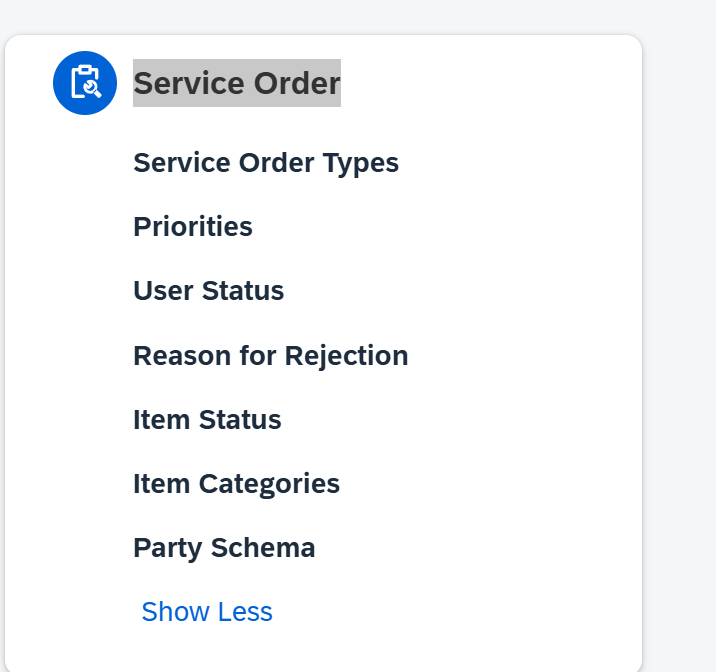 Service Order
Service Order Types
Priorities
User Status
Reason for Rejection
Item Status
Item Categories
Party Schema
Show Less